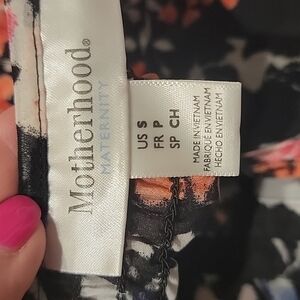 Motherhood®
MATERNITY
US S
FR P
SP CH
MADE IN VIETNAM
FABRIQUÉ EN VIETNAM
HECHO EN VIETNAM